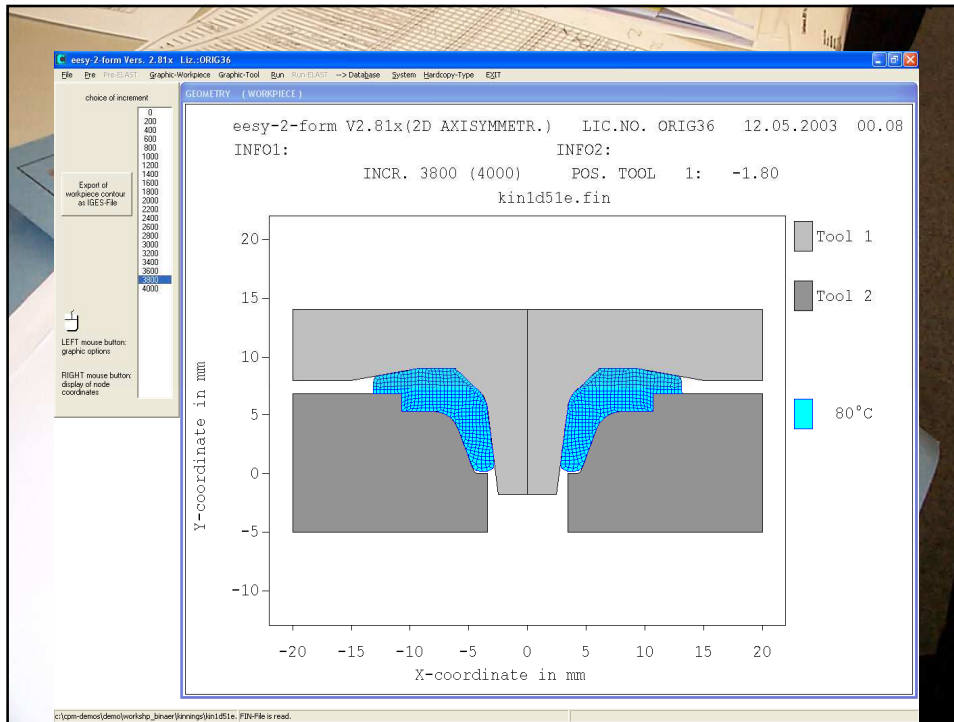 eesy-2-form Vers. 2.81x Liz.:ORIG36
File Pre Pre-ELAST Graphic-Workpiece Graphic-Tool Run Run-ELAST --> Database System Hardcopy-Type EXIT
choice of increment
0
200
400
600
800
1000
1200
1400
1600
1800
2000
2200
2400
2600
2800
3000
3200
3400
3600
3800
4000
Export of
workpiece contour
as IGES-File
LEFT mouse button:
graphic options
RIGHT mouse button:
display of node
coordinates
GEOMETRY ( WORKPIECE )
eesy-2-form V2.81x(2D AXISYMMETR.) LIC.NO. ORIG36 12.05.2003 00.08
INFO1: INFO2:
INCR. 3800 (4000) POS. TOOL 1: -1.80
kin1d51e.fin
20
15
10
5
0
-5
-10
Y-coordinate in mm
-20 -15 -10 -5 0 5 10 15 20
X-coordinate in mm
Tool 1
Tool 2
80°C
c:\cpm-demos\demo\workshp_binaer\kinnings\kin1d51e. FIN-File is read.